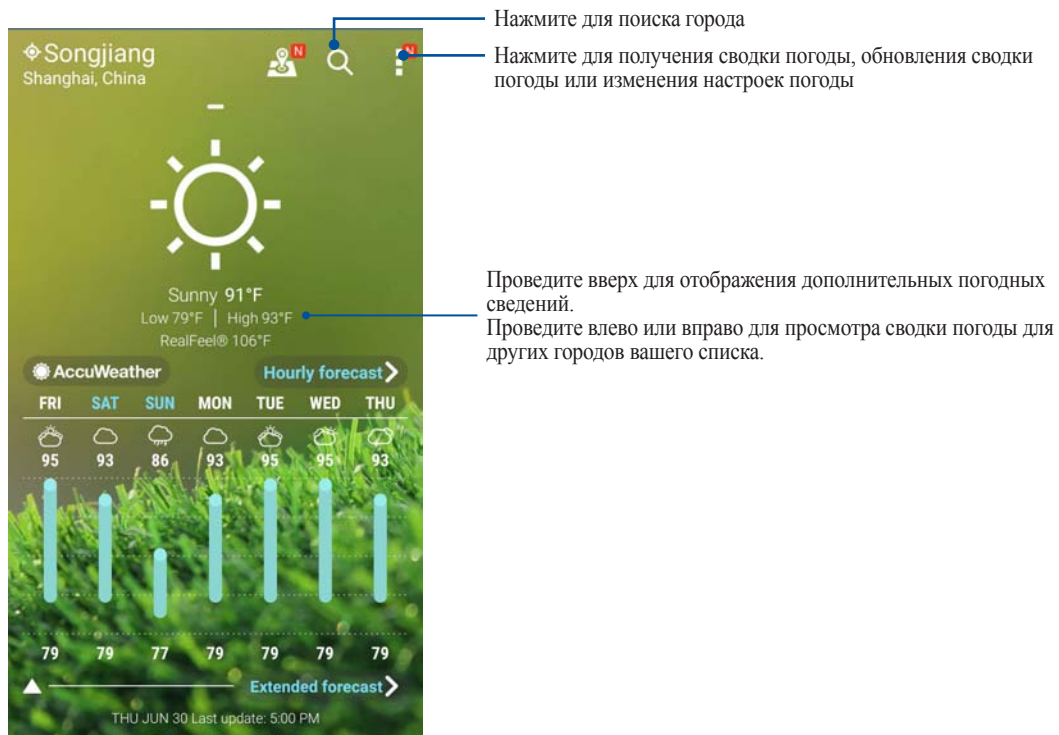 Нажмите для поиска города
Нажмите для получения сводки погоды, обновления сводки
погоды или изменения настроек погоды
Songjiang
Shanghai, China
N
N
Sunny 91°F
Low 79°F | High 93°F
RealFeel® 106°F
Проведите вверх для отображения дополнительных погодных
сведений.
Проведите влево или вправо для просмотра сводки погоды для
других городов вашего списка.
AccuWeather Hourly forecast
FRI SAT SUN MON TUE WED THU
95 93 86 93 95 95 93
79 79 77 79 79 79 79
Extended forecast
THU JUN 30 Last update: 5:00 PM